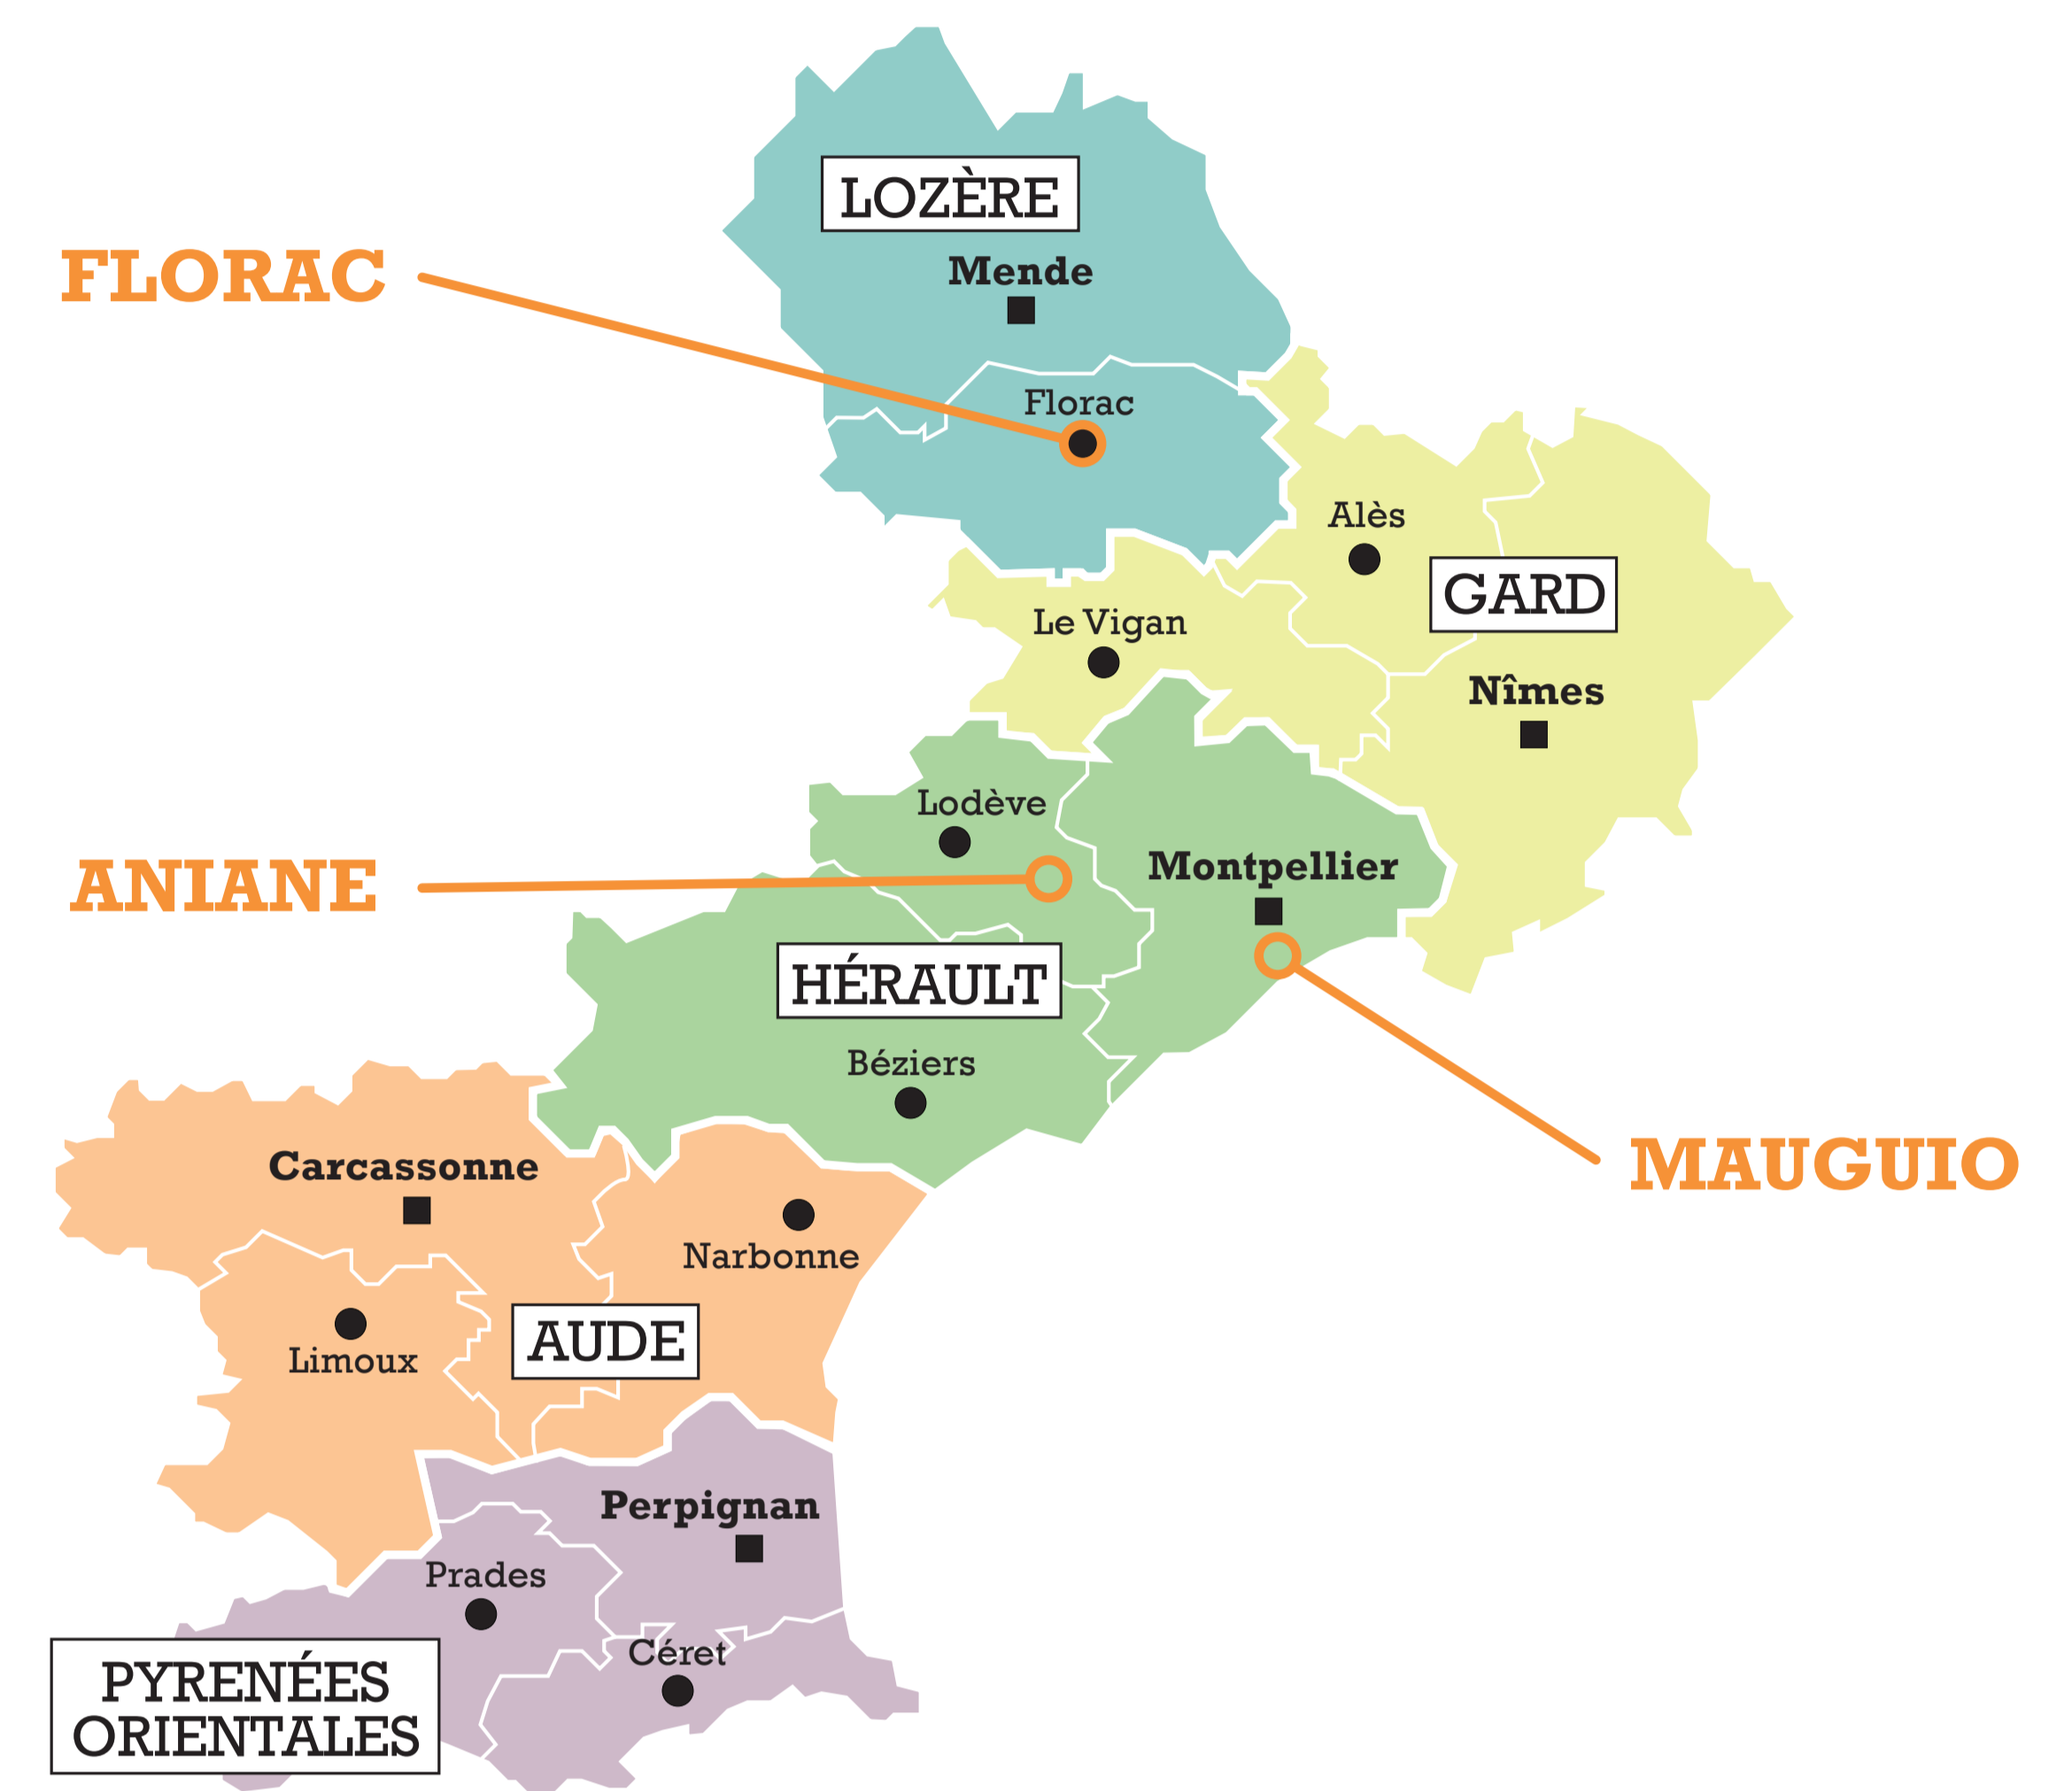 LOZÈRE
Mende
FLORAC
Florac
Alès
GARD
Le Vigan
Nîmes
Lodève
ANIANE
Montpellier
HÉRAULT
Béziers
MAUGUIO
Carcassonne
Narbonne
AUDE
Limoux
Perpignan
Prades
Céret
PYRENÉES
ORIENTALES